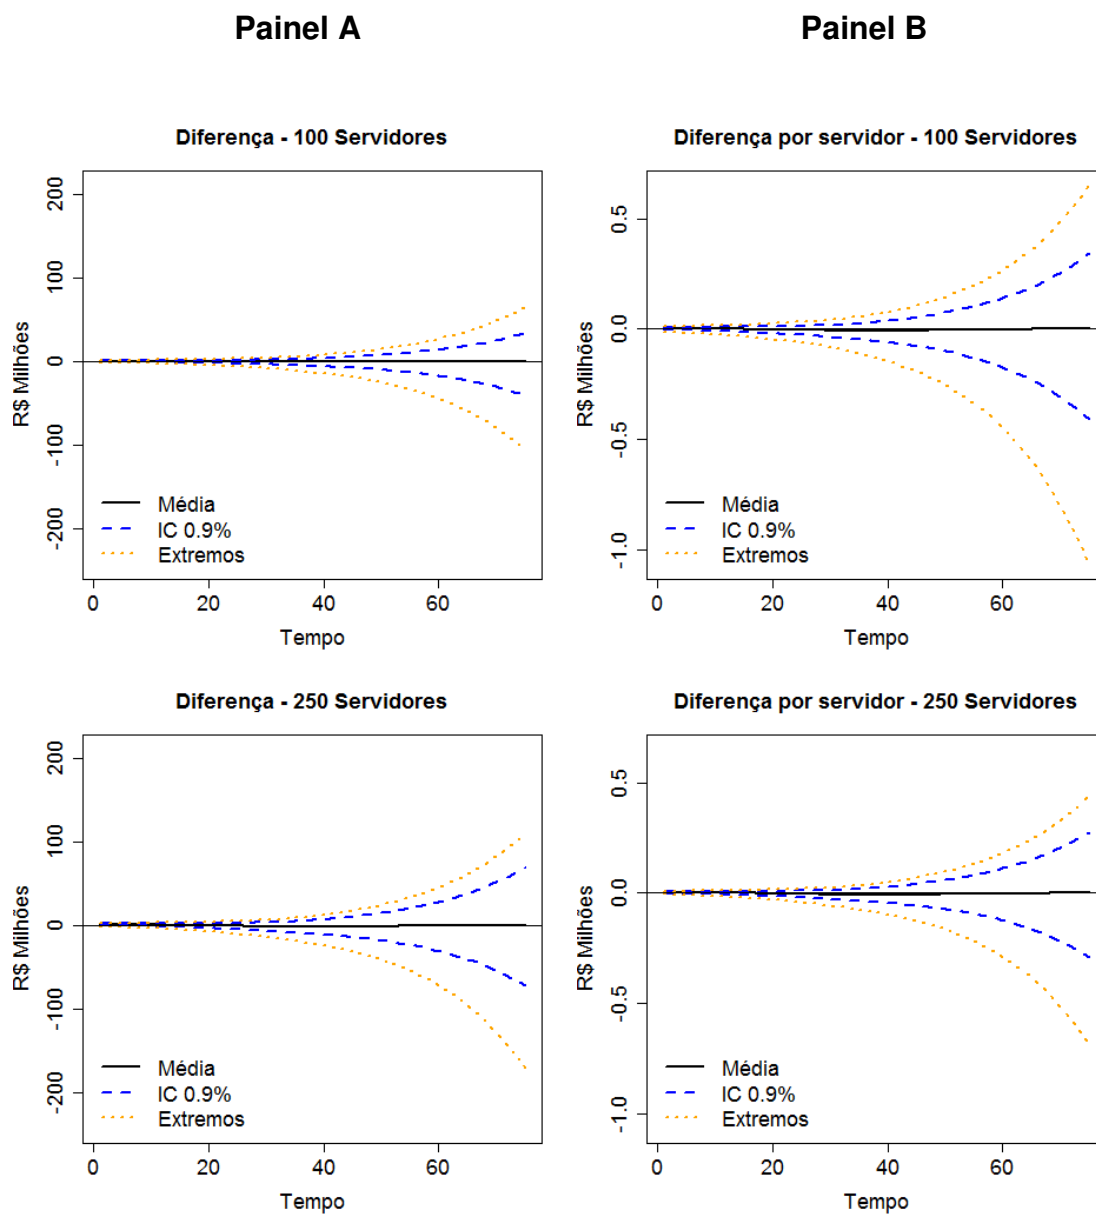 Painel A
Painel B
Diferença - 100 Servidores
R$ Milhões
200
100
0
-100
-200
Média
IC 0.9%
Extremos
0 20 40 60
Tempo
Diferença por servidor - 100 Servidores
R$ Milhões
0.5
0.0
-0.5
-1.0
Média
IC 0.9%
Extremos
0 20 40 60
Tempo
Diferença - 250 Servidores
R$ Milhões
200
100
0
-100
-200
Média
IC 0.9%
Extremos
0 20 40 60
Tempo
Diferença por servidor - 250 Servidores
R$ Milhões
0.5
0.0
-0.5
-1.0
Média
IC 0.9%
Extremos
0 20 40 60
Tempo